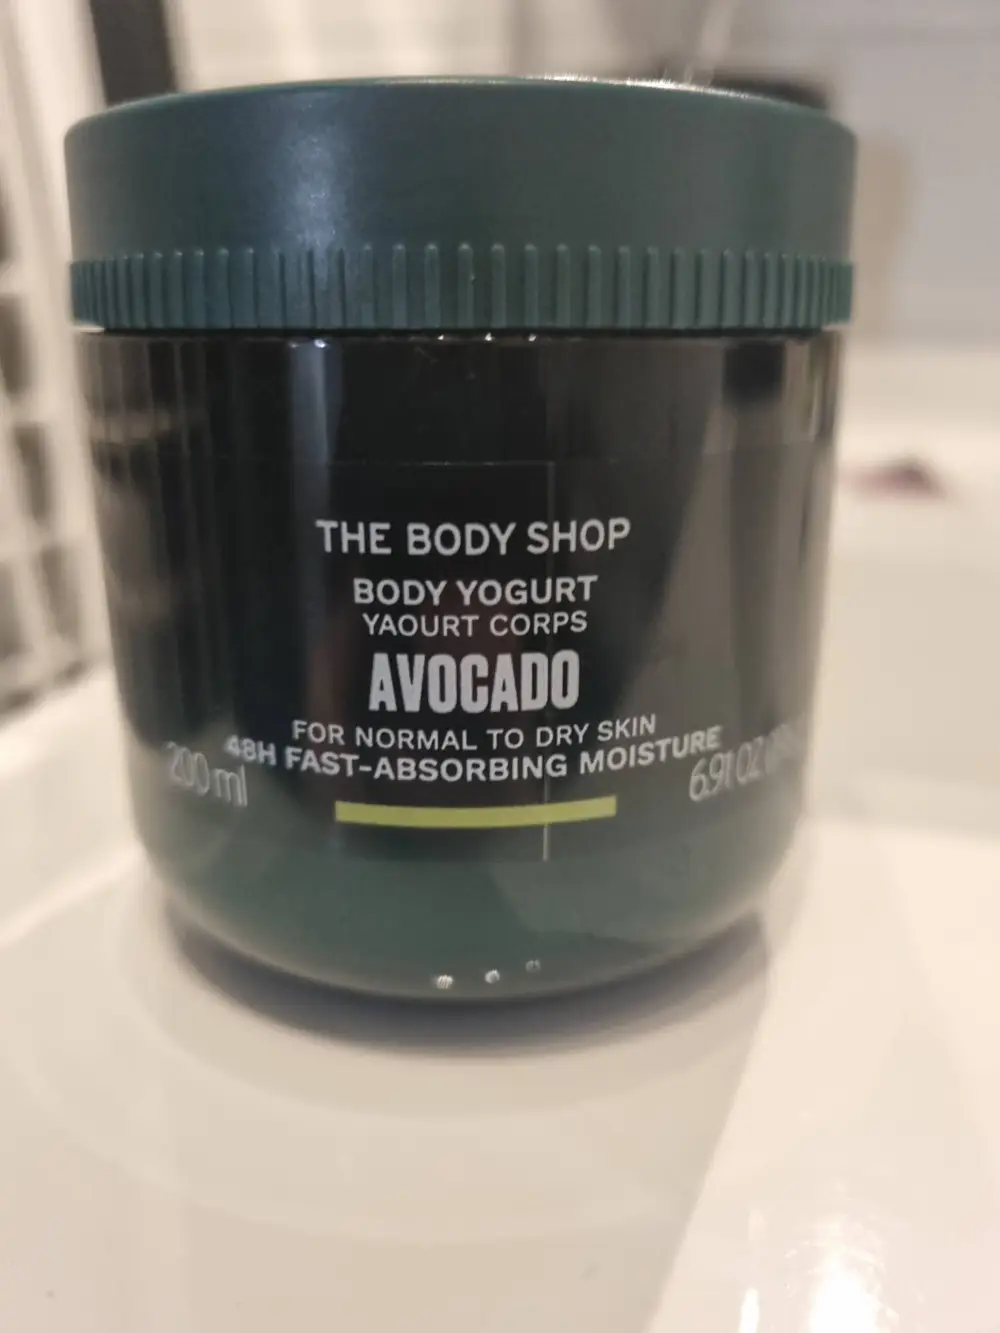 THE BODY SHOP
BODY YOGURT
YAOURT CORPS
AVOCADO
FOR NORMAL TO DRY SKIN
48H FAST-ABSORBING MOISTURE
200 ml
6.91 OZ